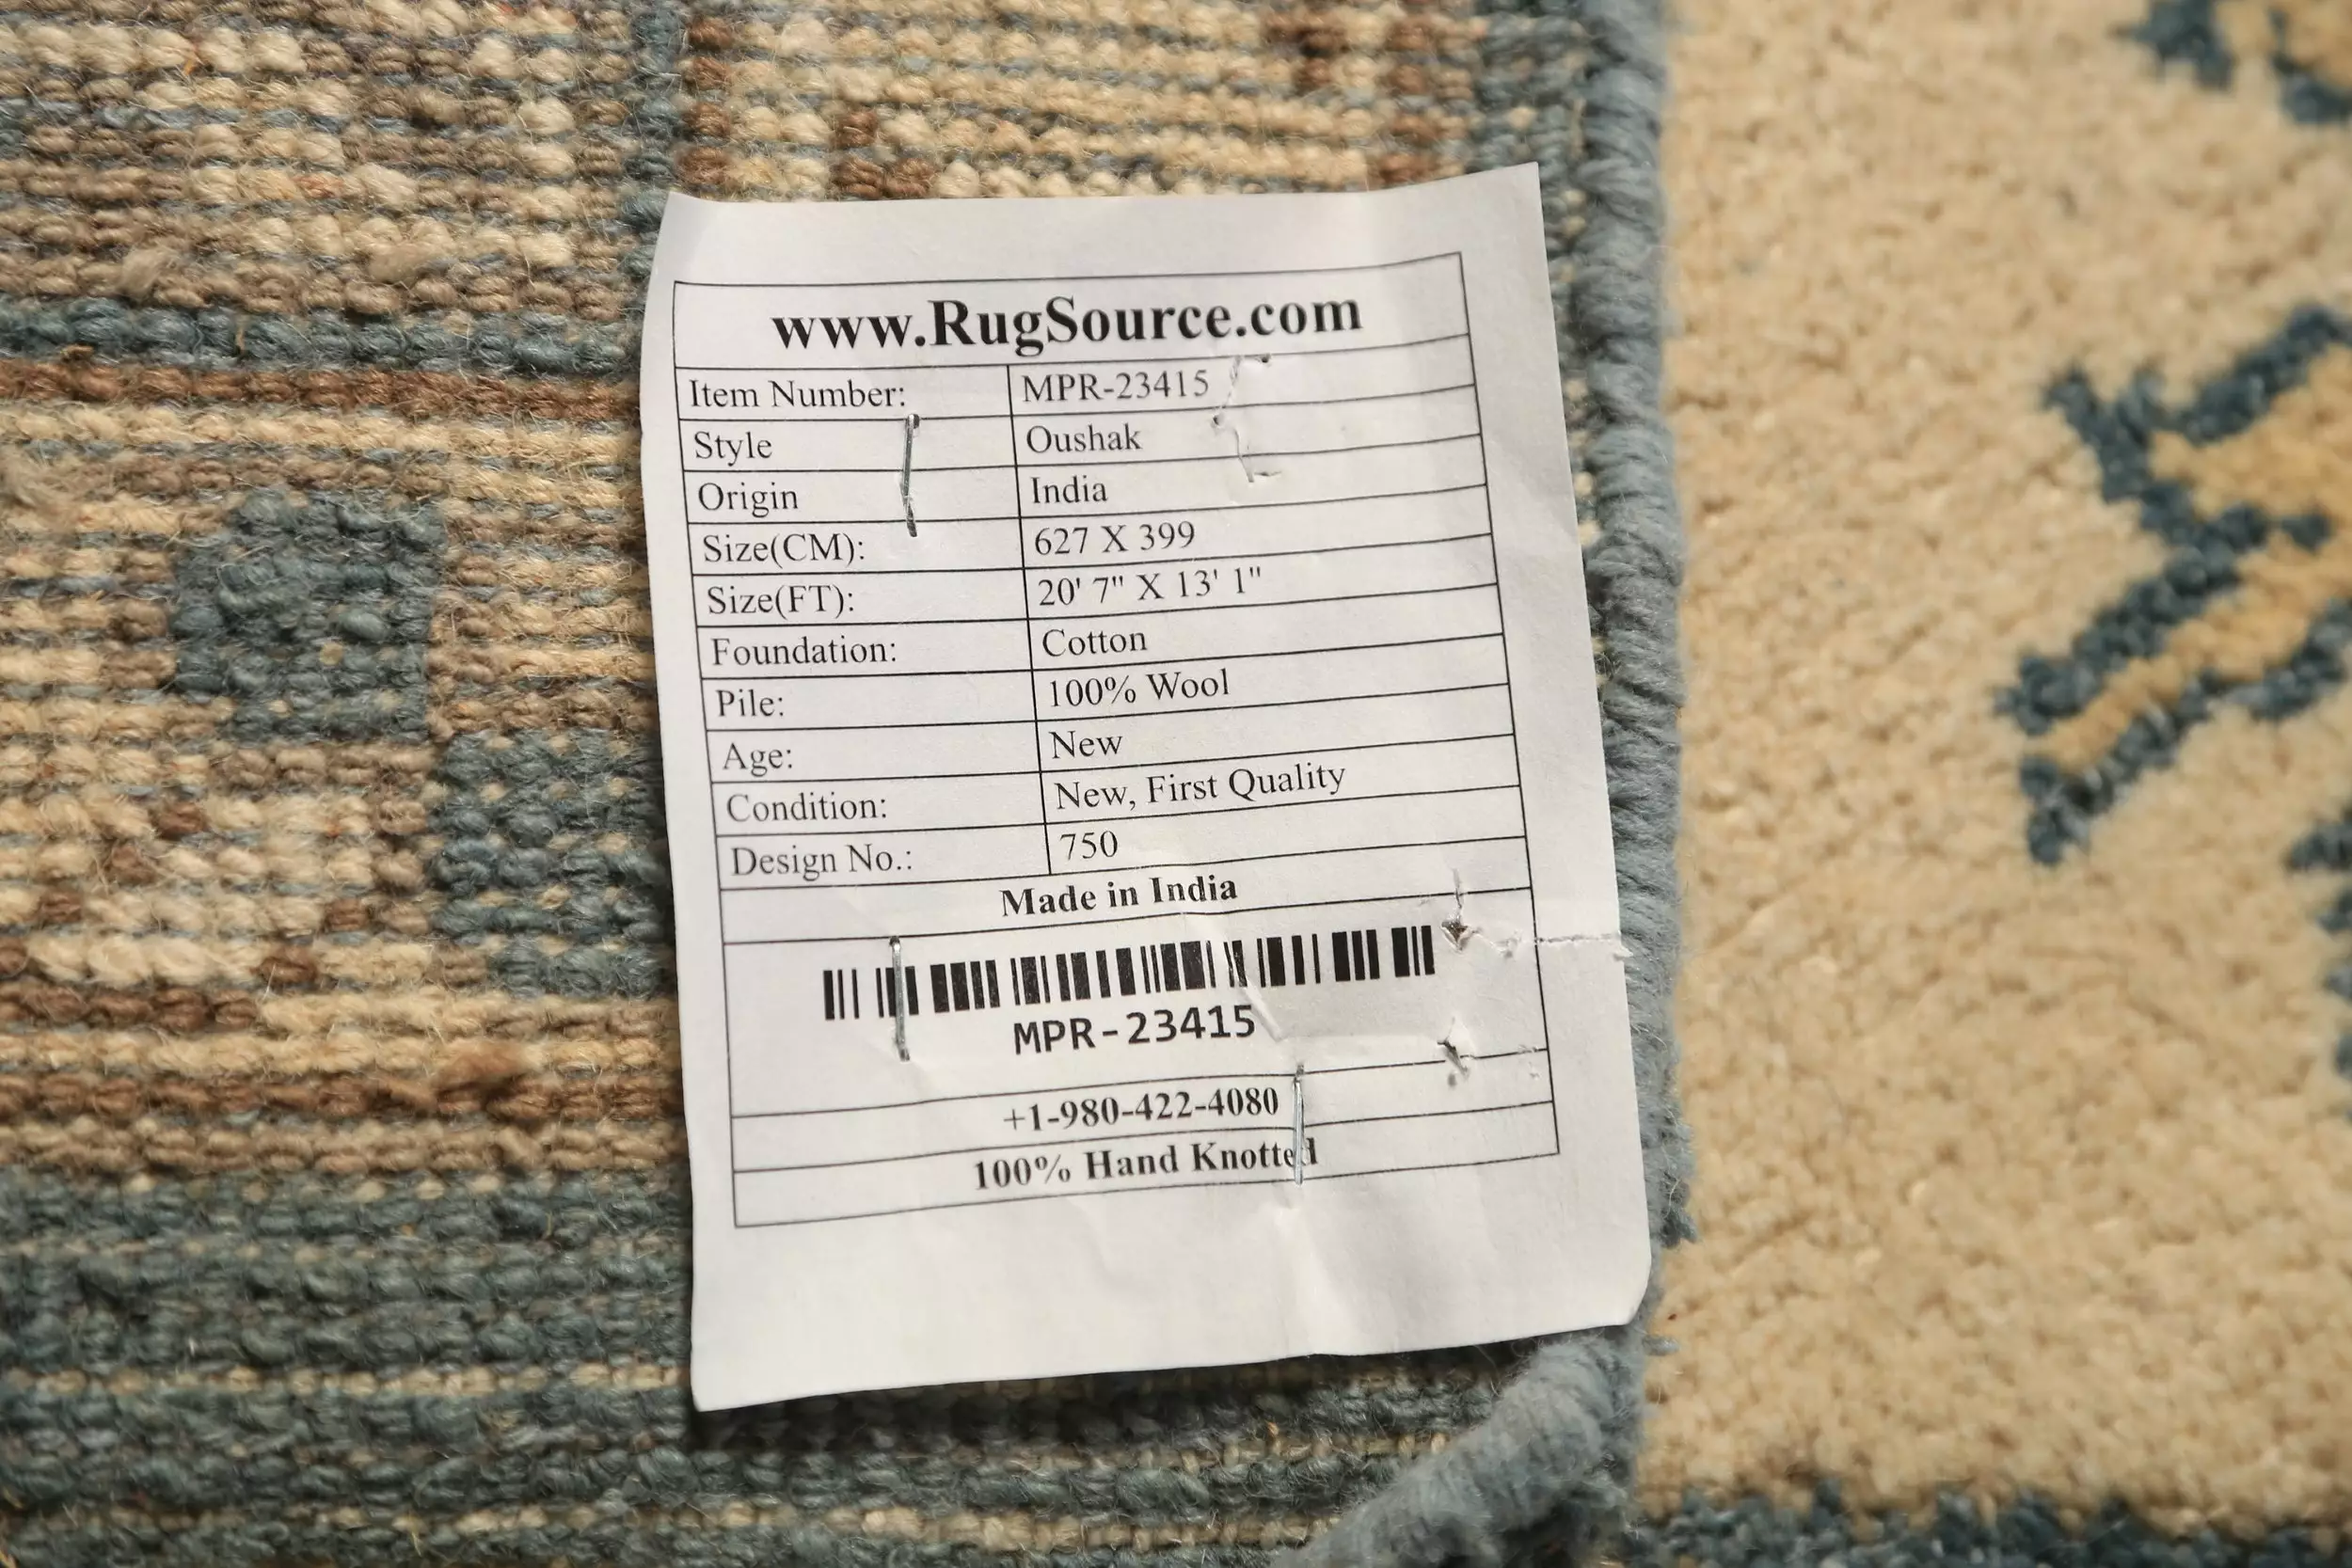 www.RugSource.com
Item Number: MPR-23415
Style Oushak
Origin India
Size(CM): 627 X 399
Size(FT): 20' 7" X 13' 1"
Foundation: Cotton
Pile: 100% Wool
Age: New
Condition: New, First Quality
Design No.: 750
Made in India
MPR-23415
+1-980-422-4080
100% Hand Knotted